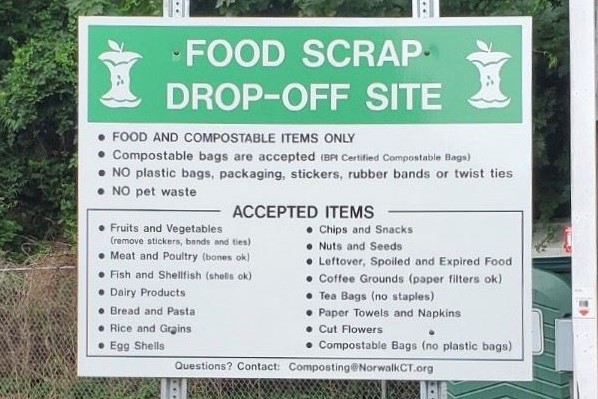 FOOD SCRAP
DROP-OFF SITE
• FOOD AND COMPOSTABLE ITEMS ONLY
• Compostable bags are accepted (BPI Certified Compostable Bags)
• NO plastic bags, packaging, stickers, rubber bands or twist ties
• NO pet waste
ACCEPTED ITEMS
• Fruits and Vegetables
(remove stickers, bands and ties)
• Meat and Poultry (bones ok)
• Fish and Shellfish (shells ok)
• Dairy Products
• Bread and Pasta
• Rice and Grains
• Egg Shells
• Chips and Snacks
• Nuts and Seeds
• Leftover, Spoiled and Expired Food
• Coffee Grounds (paper filters ok)
• Tea Bags (no staples)
• Paper Towels and Napkins
• Cut Flowers
• Compostable Bags (no plastic bags)
Questions? Contact: Composting@NorwalkCT.org